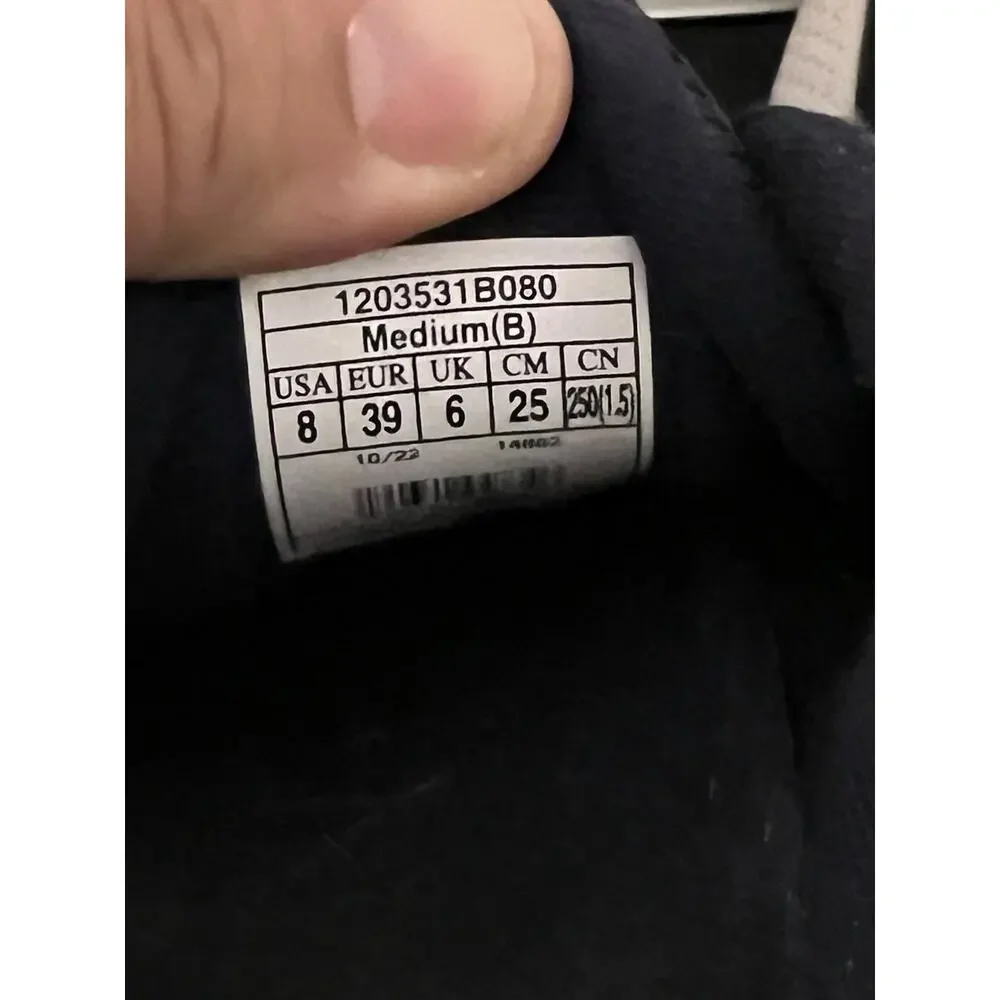 1203531B080
Medium(B)
USA EUR UK CM CN
8 39 6 25 250(1.5)
10/22